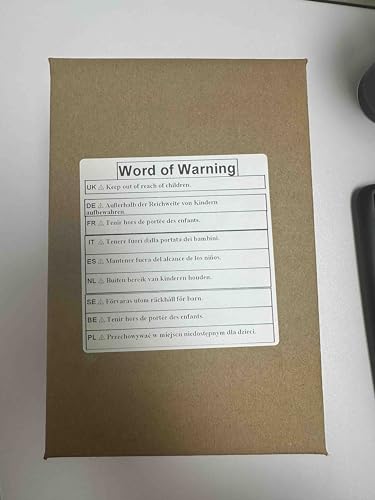 Word of Warning
UK ⚠ Keep out of reach of children.
DE ⚠ Außerhalb der Reichweite von Kindern
aufbewahren.
FR ⚠ Tenir hors de portée des enfants.
IT ⚠ Tenere fuori dalla portata dei bambini.
ES ⚠ Mantener fuera del alcance de los niños.
NL ⚠ Buiten bereik van kinderen houden.
SE ⚠ Förvaras utom räckhåll för barn.
BE ⚠ Tenir hors de portée des enfants.
PL ⚠ Przechowywać w miejscu niedostępnym dla dzieci.